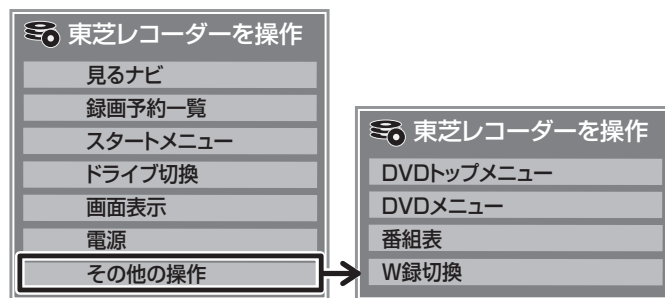 東芝レコーダーを操作
見るナビ
録画予約一覧
スタートメニュー
ドライブ切換
画面表示
電源
その他の操作
東芝レコーダーを操作
DVDトップメニュー
DVDメニュー
番組表
W録切換